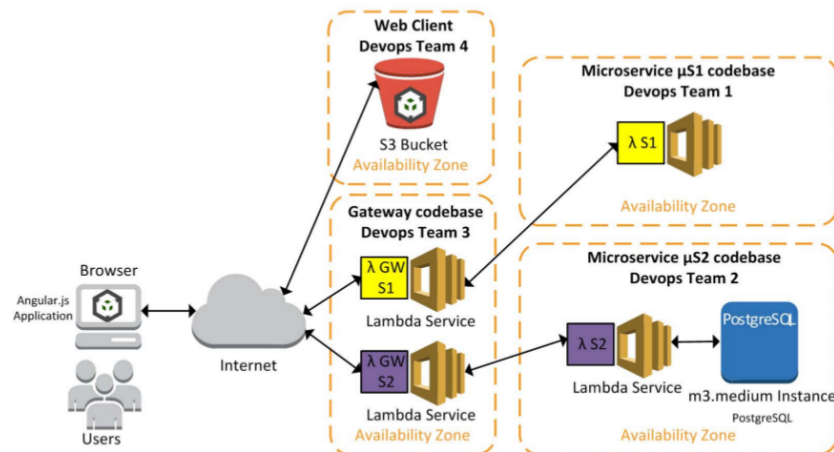 Web Client
Devops Team 4
S3 Bucket
Availability Zone
Microservice µS1 codebase
Devops Team 1
λ S1
Availability Zone
Gateway codebase
Devops Team 3
λ GW
S1
Lambda Service
λ GW
S2
Lambda Service
Availability Zone
Microservice µS2 codebase
Devops Team 2
λ S2
Lambda Service
PostgreSQL
m3.medium Instance
PostgreSQL
Availability Zone
Browser
Angular.js
Application
Internet
Users